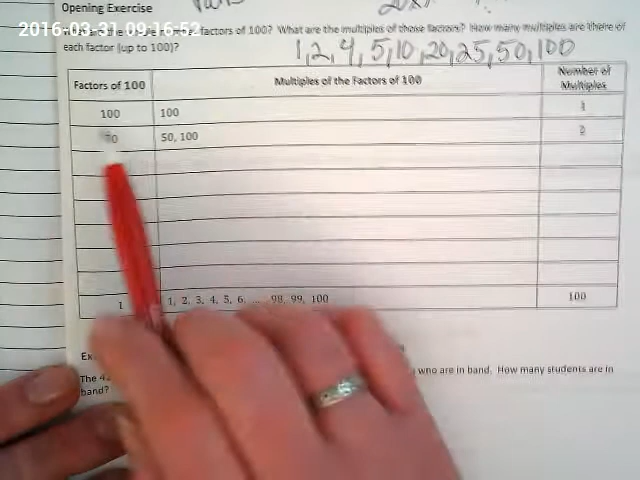 Opening Exercise
2016-03-31 09:16:52
factors of 100? What are the multiples of those factors? How many multiples are there of
each factor (up to 100)?
1, 2, 4, 5, 10, 20, 25, 50, 100
Factors of 100 Multiples of the Factors of 100 Number of Multiples
100 100 1
50, 100 2
1 1, 2, 3, 4, 5, 6, ... 98, 99, 100 100
who are in band. How many students are in
band?